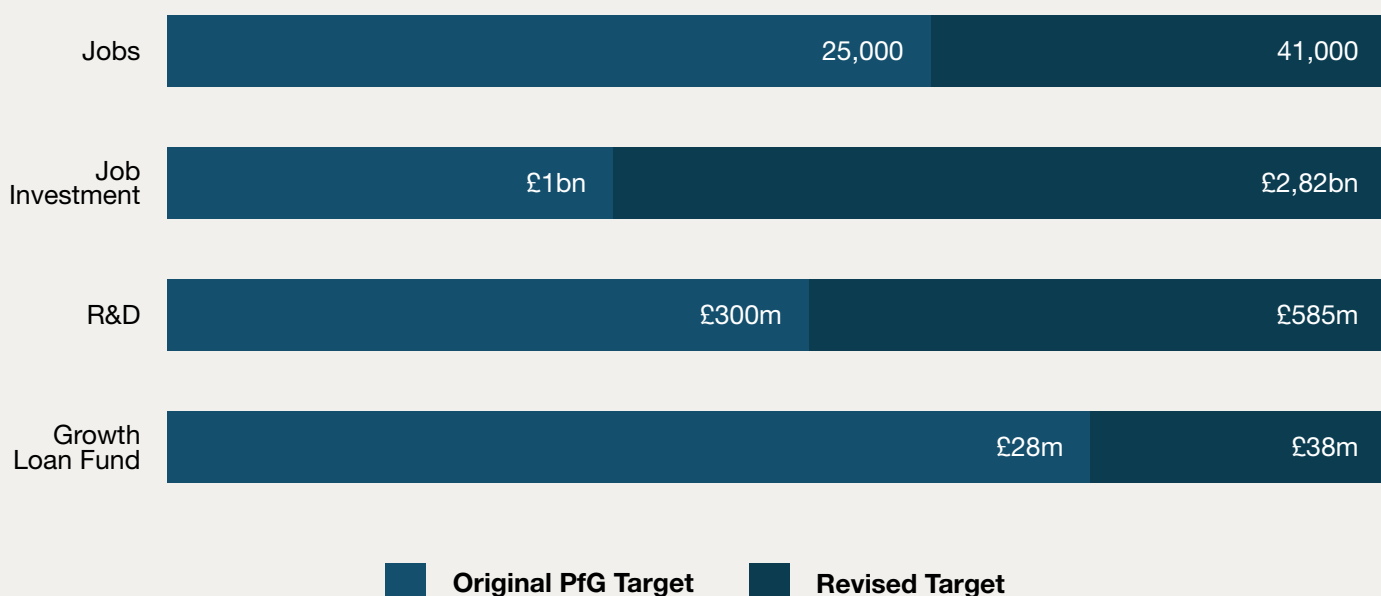 Jobs
25,000
41,000
Job
Investment
£1bn
£2,82bn
R&D
£300m
£585m
Growth
Loan Fund
£28m
£38m
Original PfG Target
Revised Target